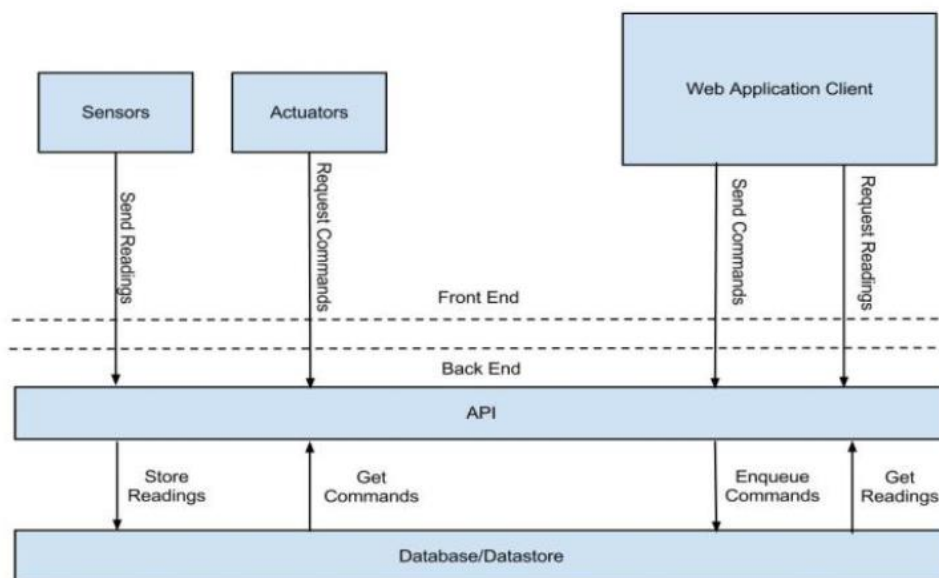 Web Application Client
Sensors
Actuators
Send Readings
Request Commands
Send Commands
Request Readings
Front End
Back End
API
Store
Readings
Get
Commands
Enqueue
Commands
Get
Readings
Database/Datastore